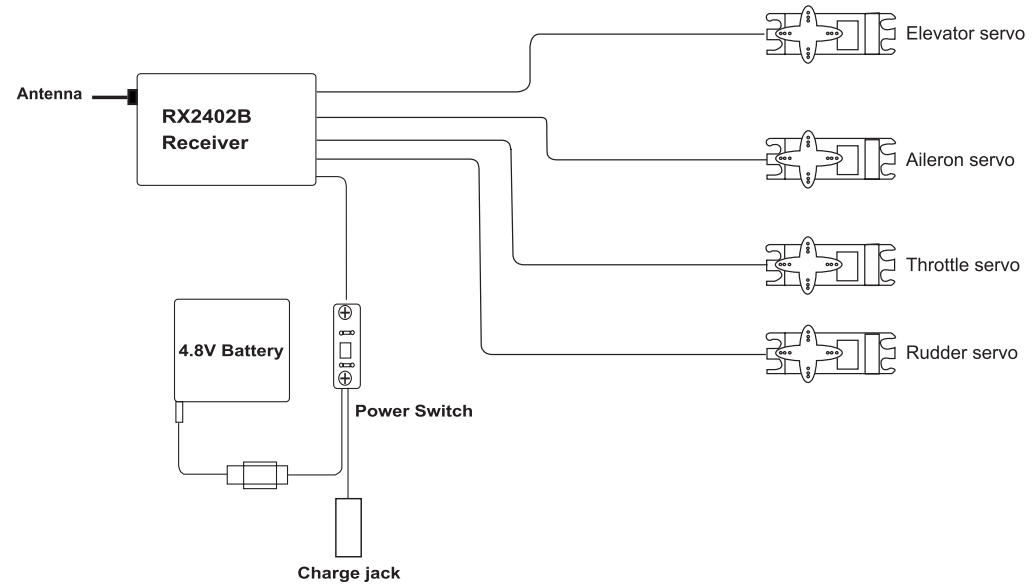 Elevator servo
Antenna
RX2402B
Receiver
Aileron servo
Throttle servo
4.8V Battery
Rudder servo
Power Switch
Charge jack